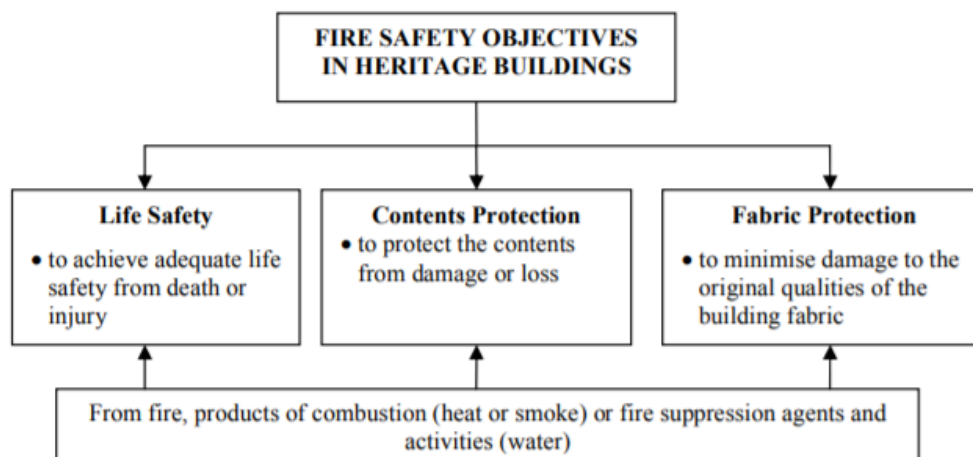 FIRE SAFETY OBJECTIVES
IN HERITAGE BUILDINGS
Life Safety
• to achieve adequate life
safety from death or
injury
Contents Protection
• to protect the contents
from damage or loss
Fabric Protection
• to minimise damage to the
original qualities of the
building fabric
From fire, products of combustion (heat or smoke) or fire suppression agents and
activities (water)